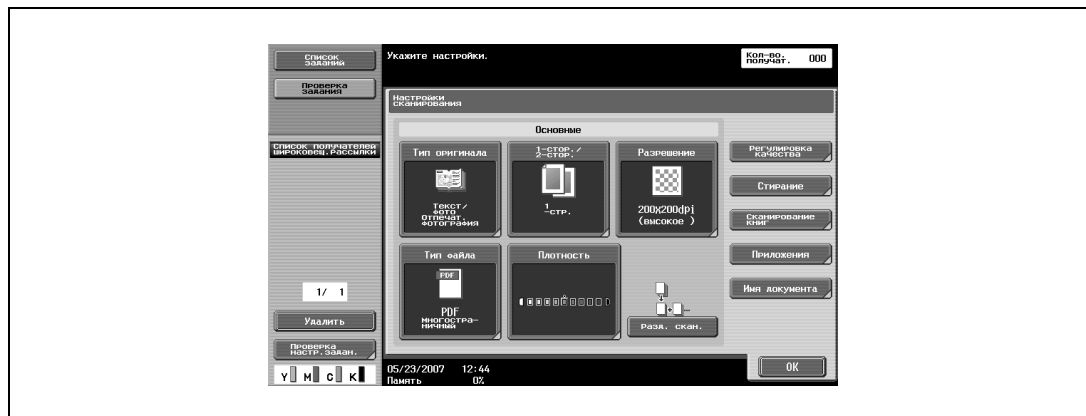 Список
заданий
Проверка
задания
Список получателей
широковещ.рассылки
1/ 1
Удалить
Проверка
настр.задан.
Y M C K
Укажите настройки.
Кол-во.
получат. 000
Настройки
сканирования
Основные
Тип оригинала
Текст/
фото
Отпечат.
фотография
1-стор./
2-стор.
1
-стр.
Разрешение
200X200dpi
(высокое )
Тип файла
PDF
PDF
многостра-
ничный
Плотность
Разд. скан.
Регулировка
качества
Стирание
Сканирование
книг
Приложения
Имя документа
05/23/2007 12:44
Память 0%
OK